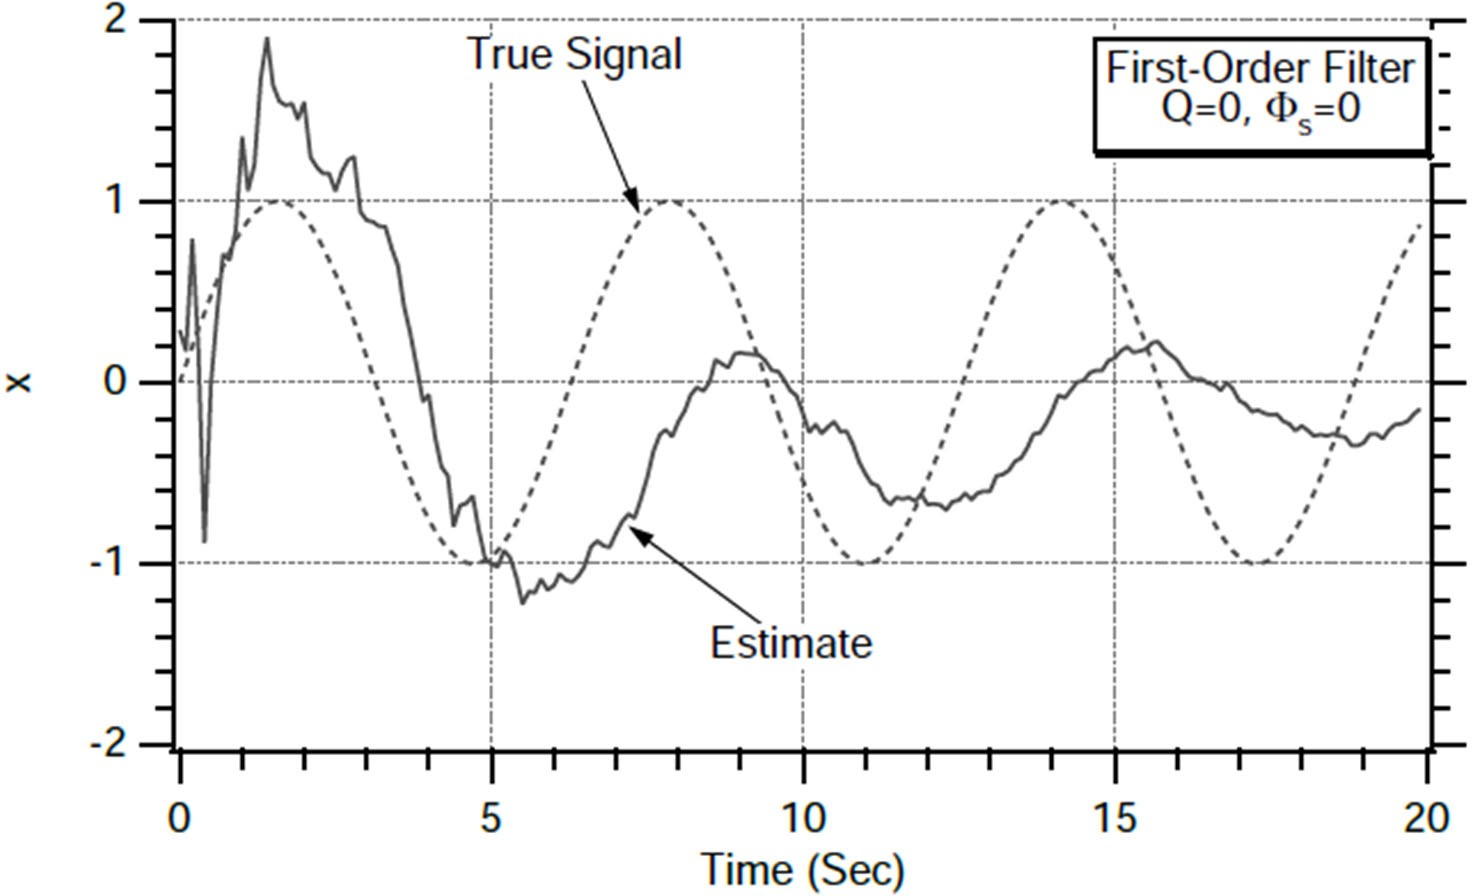 2
True Signal
First-Order Filter
Q=0, Φs=0
1
x
0
-1
Estimate
-2
0 5 10 15 20
Time (Sec)